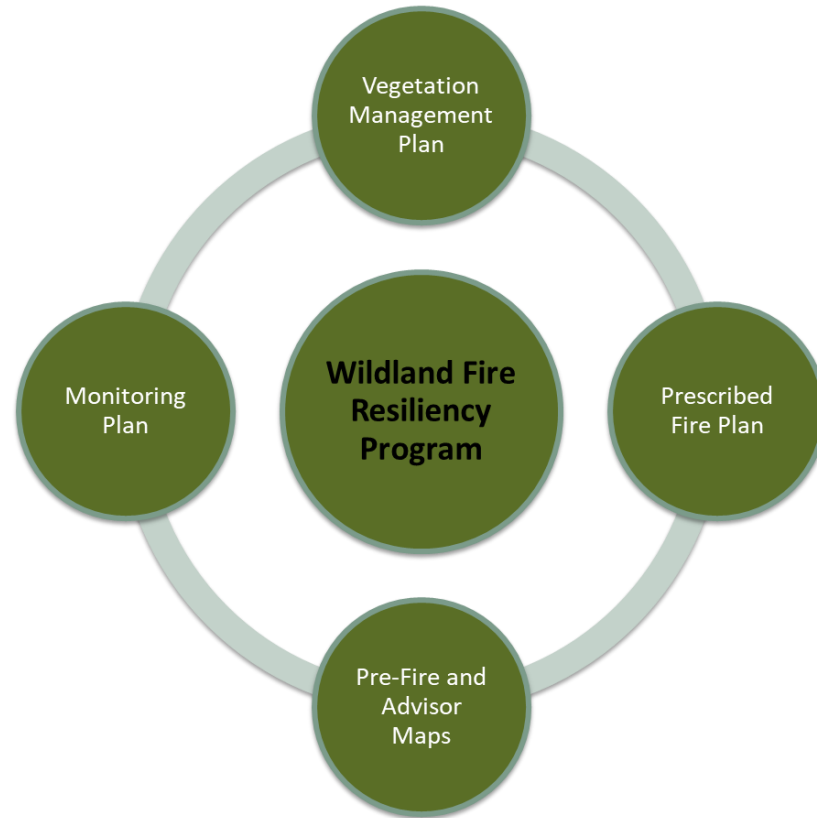 Vegetation
Management
Plan
Wildland Fire
Resiliency
Program
Monitoring
Plan
Prescribed
Fire Plan
Pre-Fire and
Advisor
Maps